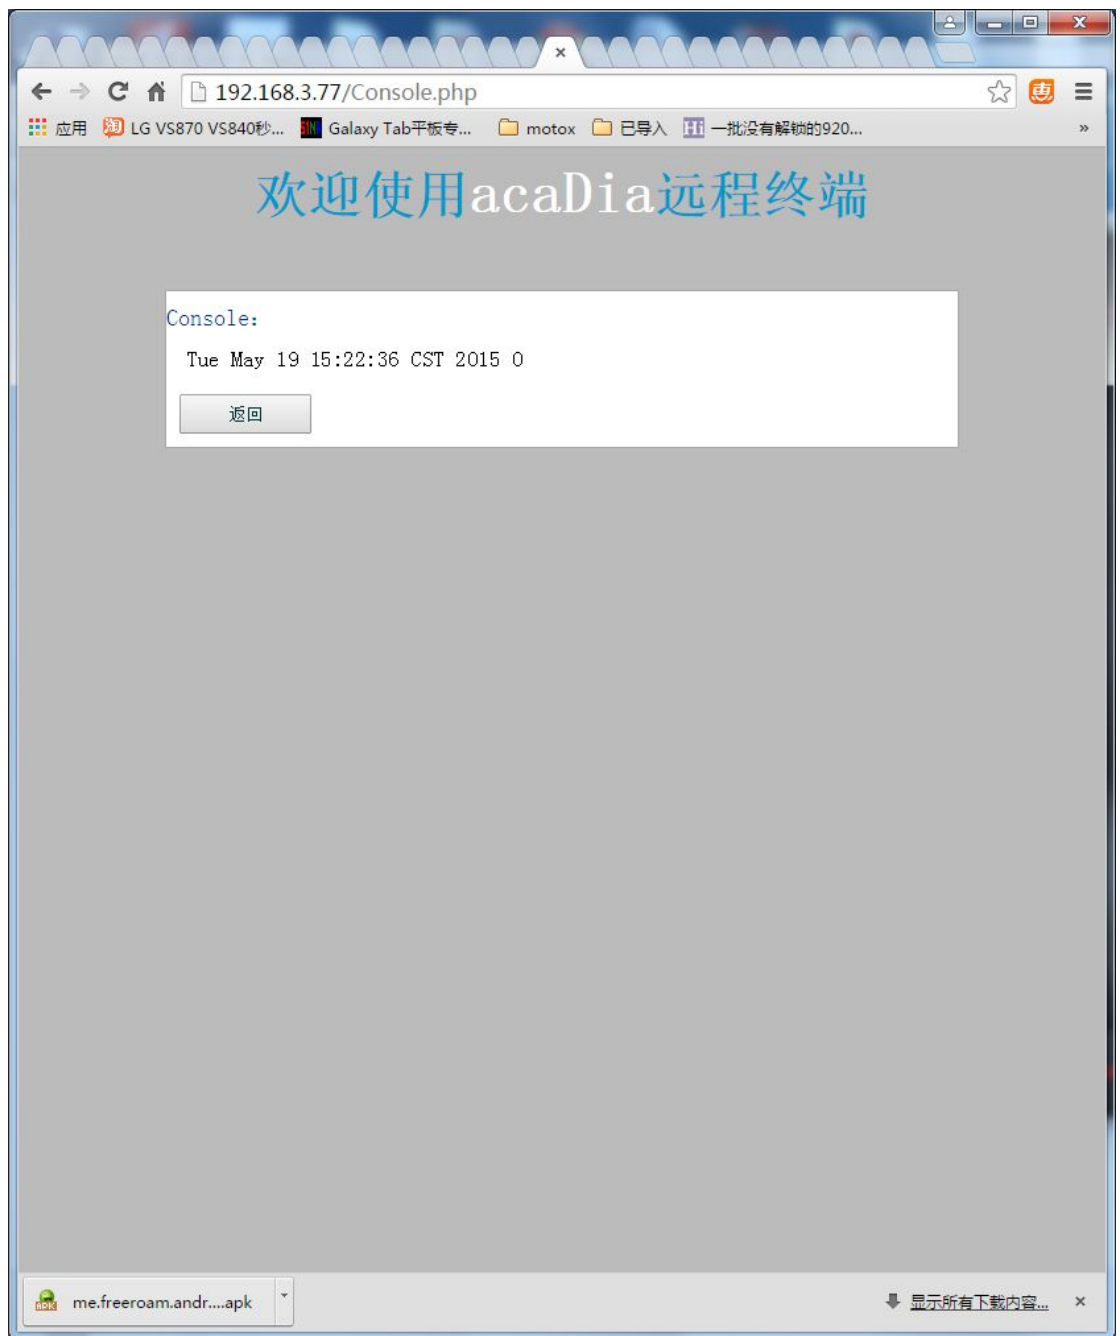 192.168.3.77/Console.php
应用 LG VS870 VS840秒... Galaxy Tab平板专... motox 已导入 一批没有解锁的920...
欢迎使用acaDia远程终端
Console:
Tue May 19 15:22:36 CST 2015 0
返回
me.freeroam.andr....apk 显示所有下载内容...